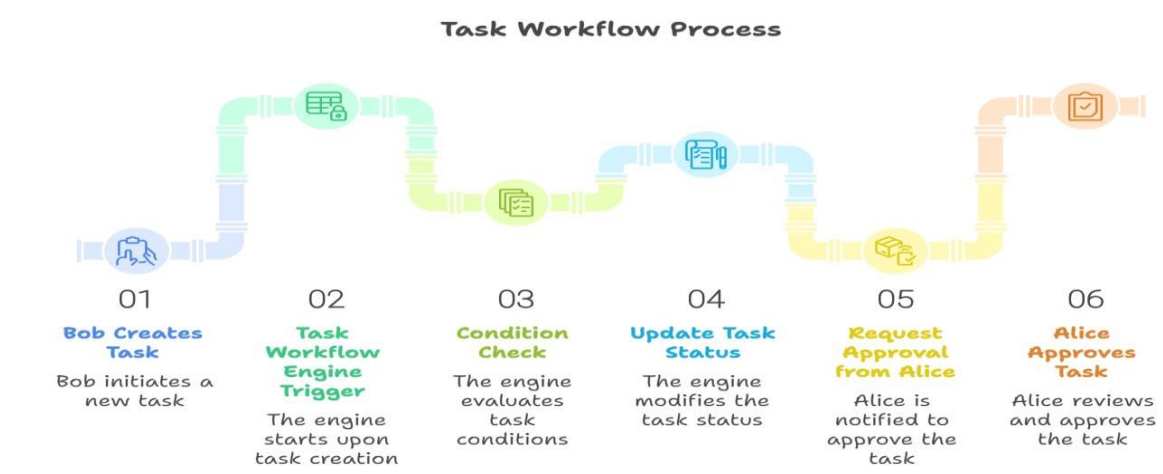 Task Workflow Process
01
Bob Creates
Task
Bob initiates a
new task
02
Task
Workflow
Engine
Trigger
The engine
starts upon
task creation
03
Condition
Check
The engine
evaluates
task
conditions
04
Update Task
Status
The engine
modifies the
task status
05
Request
Approval
from Alice
Alice is
notified to
approve the
task
06
Alice
Approves
Task
Alice reviews
and approves
the task